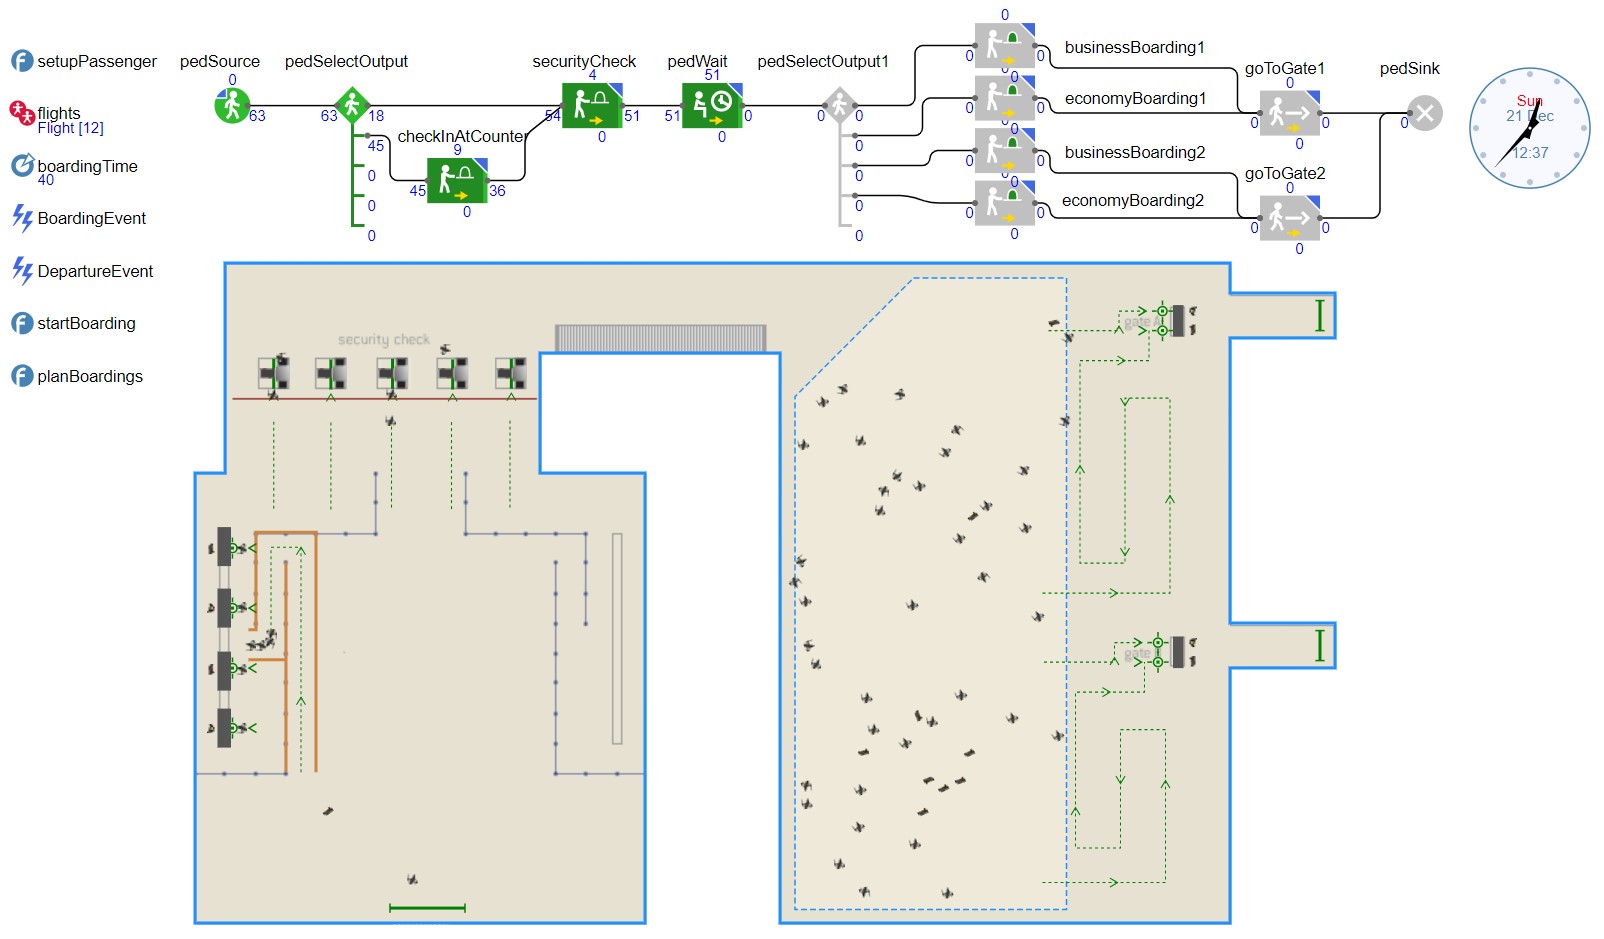 setupPassenger
flights
Flight [12]
boardingTime
40
BoardingEvent
DepartureEvent
startBoarding
planBoardings
pedSource
0
63
pedSelectOutput
63
18
45
0
0
0
checkInAtCounter
9
45
36
0
securityCheck
4
54
51
0
pedWait
51
51
0
0
pedSelectOutput1
0
0
0
0
0
0
0
0
0
businessBoarding1
0
0
0
economyBoarding1
0
0
0
businessBoarding2
0
0
0
economyBoarding2
0
goToGate1
0
0
0
0
goToGate2
0
0
0
0
pedSink
0
Sun
21 Dec
12:37
security check
gate
gate